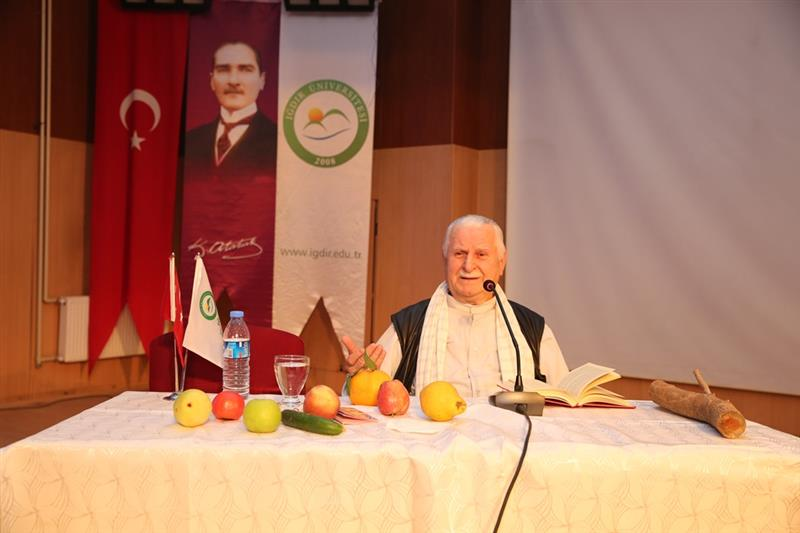 IĞDIR ÜNİVERSİTESİ
2008
www.igdir.edu.tr
K. Atatürk